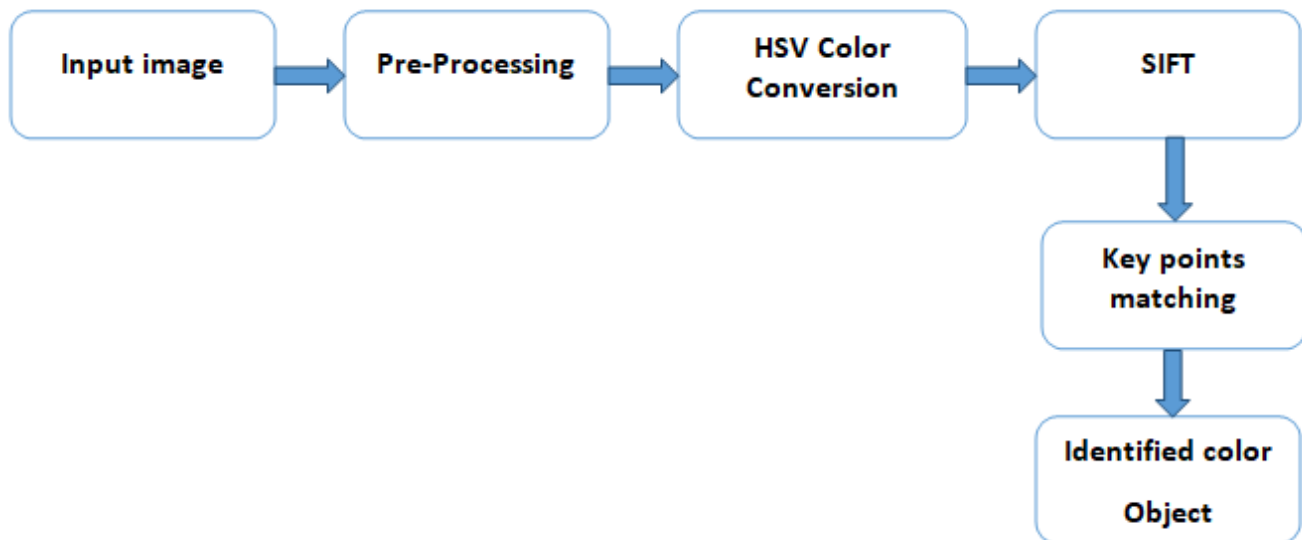 Input image
Pre-Processing
HSV Color
Conversion
SIFT
Key points
matching
Identified color
Object